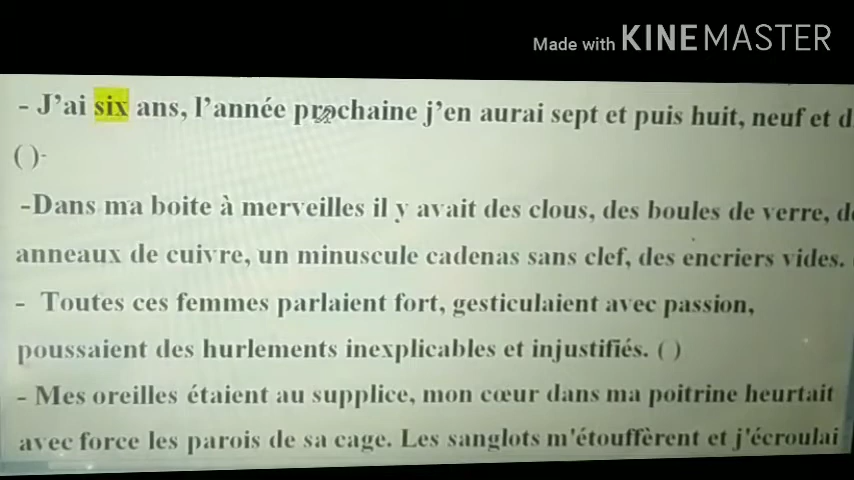 Made with KINEMASTER
- J'ai six ans, l'année prochaine j'en aurai sept et puis huit, neuf et d
( )-
-Dans ma boite à merveilles il y avait des clous, des boules de verre, de
anneaux de cuivre, un minuscule cadenas sans clef, des encriers vides.
- Toutes ces femmes parlaient fort, gesticulaient avec passion,
poussaient des hurlements inexplicables et injustifiés. ( )
- Mes oreilles étaient au supplice, mon cœur dans ma poitrine heurtait
avec force les parois de sa cage. Les sanglots m'étouffèrent et j'écroulai